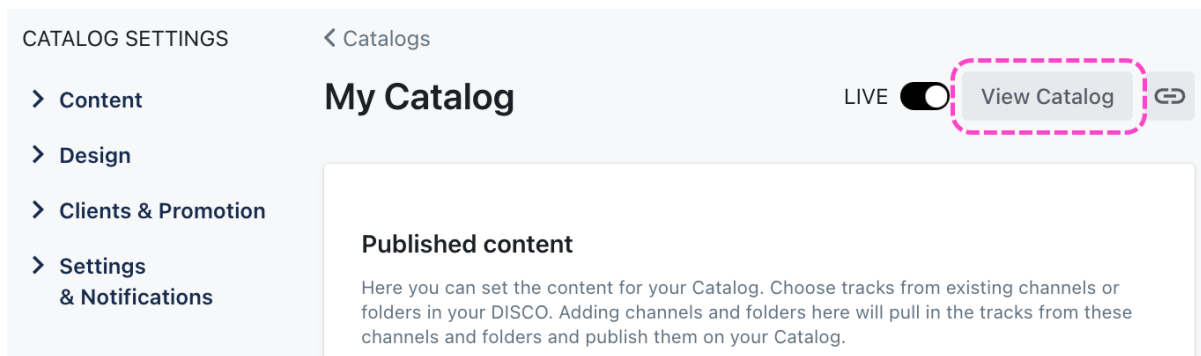 CATALOG SETTINGS
Content
Design
Clients & Promotion
Settings
& Notifications
Catalogs
My Catalog
LIVE
View Catalog
Published content
Here you can set the content for your Catalog. Choose tracks from existing channels or
folders in your DISCO. Adding channels and folders here will pull in the tracks from these
channels and folders and publish them on your Catalog.